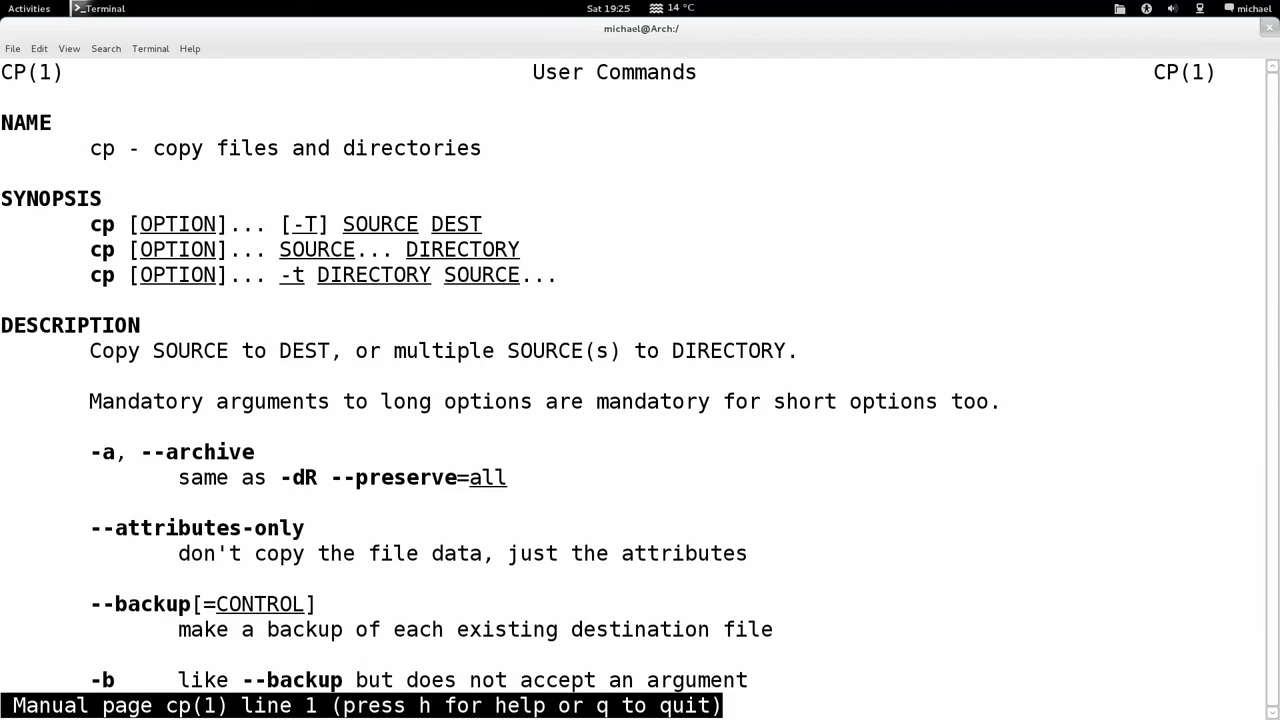 Activities Terminal Sat 19:25 14 °C michael
michael@Arch:/
File Edit View Search Terminal Help
CP(1) User Commands CP(1)
NAME
cp - copy files and directories
SYNOPSIS
cp [OPTION]... [-T] SOURCE DEST
cp [OPTION]... SOURCE... DIRECTORY
cp [OPTION]... -t DIRECTORY SOURCE...
DESCRIPTION
Copy SOURCE to DEST, or multiple SOURCE(s) to DIRECTORY.
Mandatory arguments to long options are mandatory for short options too.
-a, --archive
same as -dR --preserve=all
--attributes-only
don't copy the file data, just the attributes
--backup[=CONTROL]
make a backup of each existing destination file
-b like --backup but does not accept an argument
Manual page cp(1) line 1 (press h for help or q to quit)